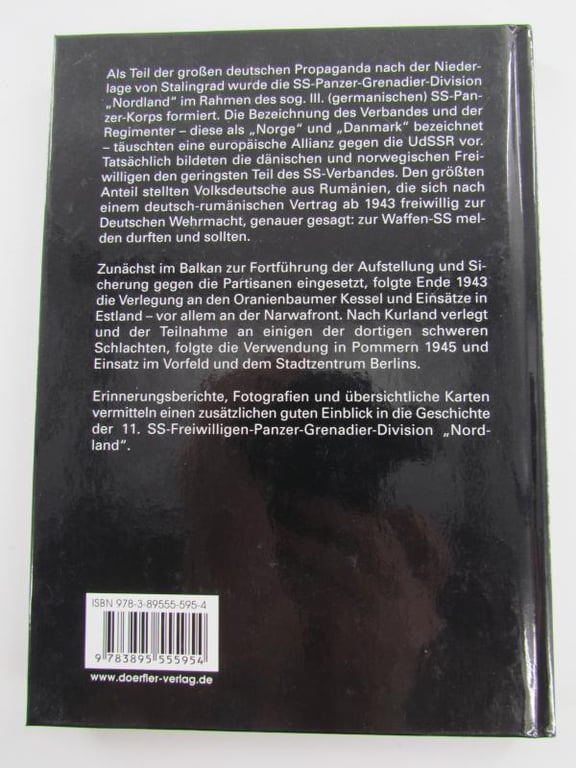 Als Teil der großen deutschen Propaganda nach der Nieder-
lage von Stalingrad wurde die SS-Panzer-Grenadier-Division
„Nordland“ im Rahmen des sog. III. (germanischen) SS-Pan-
zer-Korps formiert. Die Bezeichnung des Verbandes und der
Regimenter – diese als „Norge“ und „Danmark“ bezeichnet
– täuschten eine europäische Allianz gegen die UdSSR vor.
Tatsächlich bildeten die dänischen und norwegischen Frei-
willigen den geringsten Teil des SS-Verbandes. Den größten
Anteil stellten Volksdeutsche aus Rumänien, die sich nach
einem deutsch-rumänischen Vertrag ab 1943 freiwillig zur
Deutschen Wehrmacht, genauer gesagt: zur Waffen-SS mel-
den durften und sollten.
Zunächst im Balkan zur Fortführung der Aufstellung und Si-
cherung gegen die Partisanen eingesetzt, folgte Ende 1943
die Verlegung an den Oranienbaumer Kessel und Einsätze in
Estland – vor allem an der Narwafront. Nach Kurland verlegt
und der Teilnahme an einigen der dortigen schweren
Schlachten, folgte die Verwendung in Pommern 1945 und
Einsatz im Vorfeld und dem Stadtzentrum Berlins.
Erinnerungsberichte, Fotografien und übersichtliche Karten
vermitteln einen zusätzlichen guten Einblick in die Geschichte
der 11. SS-Freiwilligen-Panzer-Grenadier-Division „Nord-
land“.
ISBN 978-3-89555-595-4
9 783895 555954
www.doerfler-verlag.de